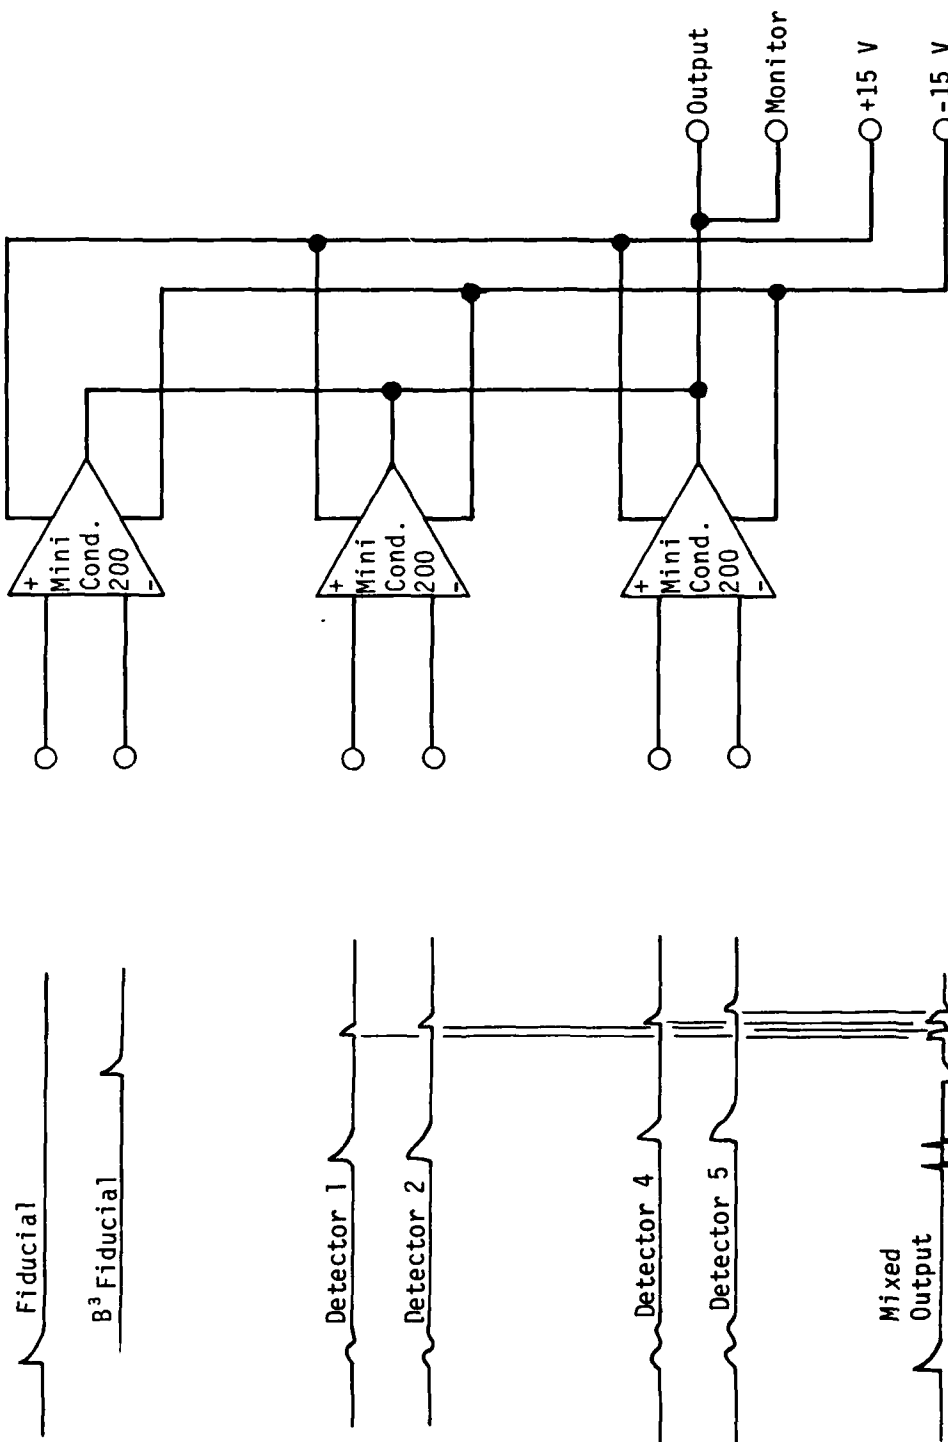 Fiducial
B³ Fiducial
Detector 1
Detector 2
Detector 4
Detector 5
Mixed
Output
+
Mini
Cond.
200
-
+
Mini
Cond.
200
-
+
Mini
Cond.
200
-
Output
Monitor
+15 V
-15 V